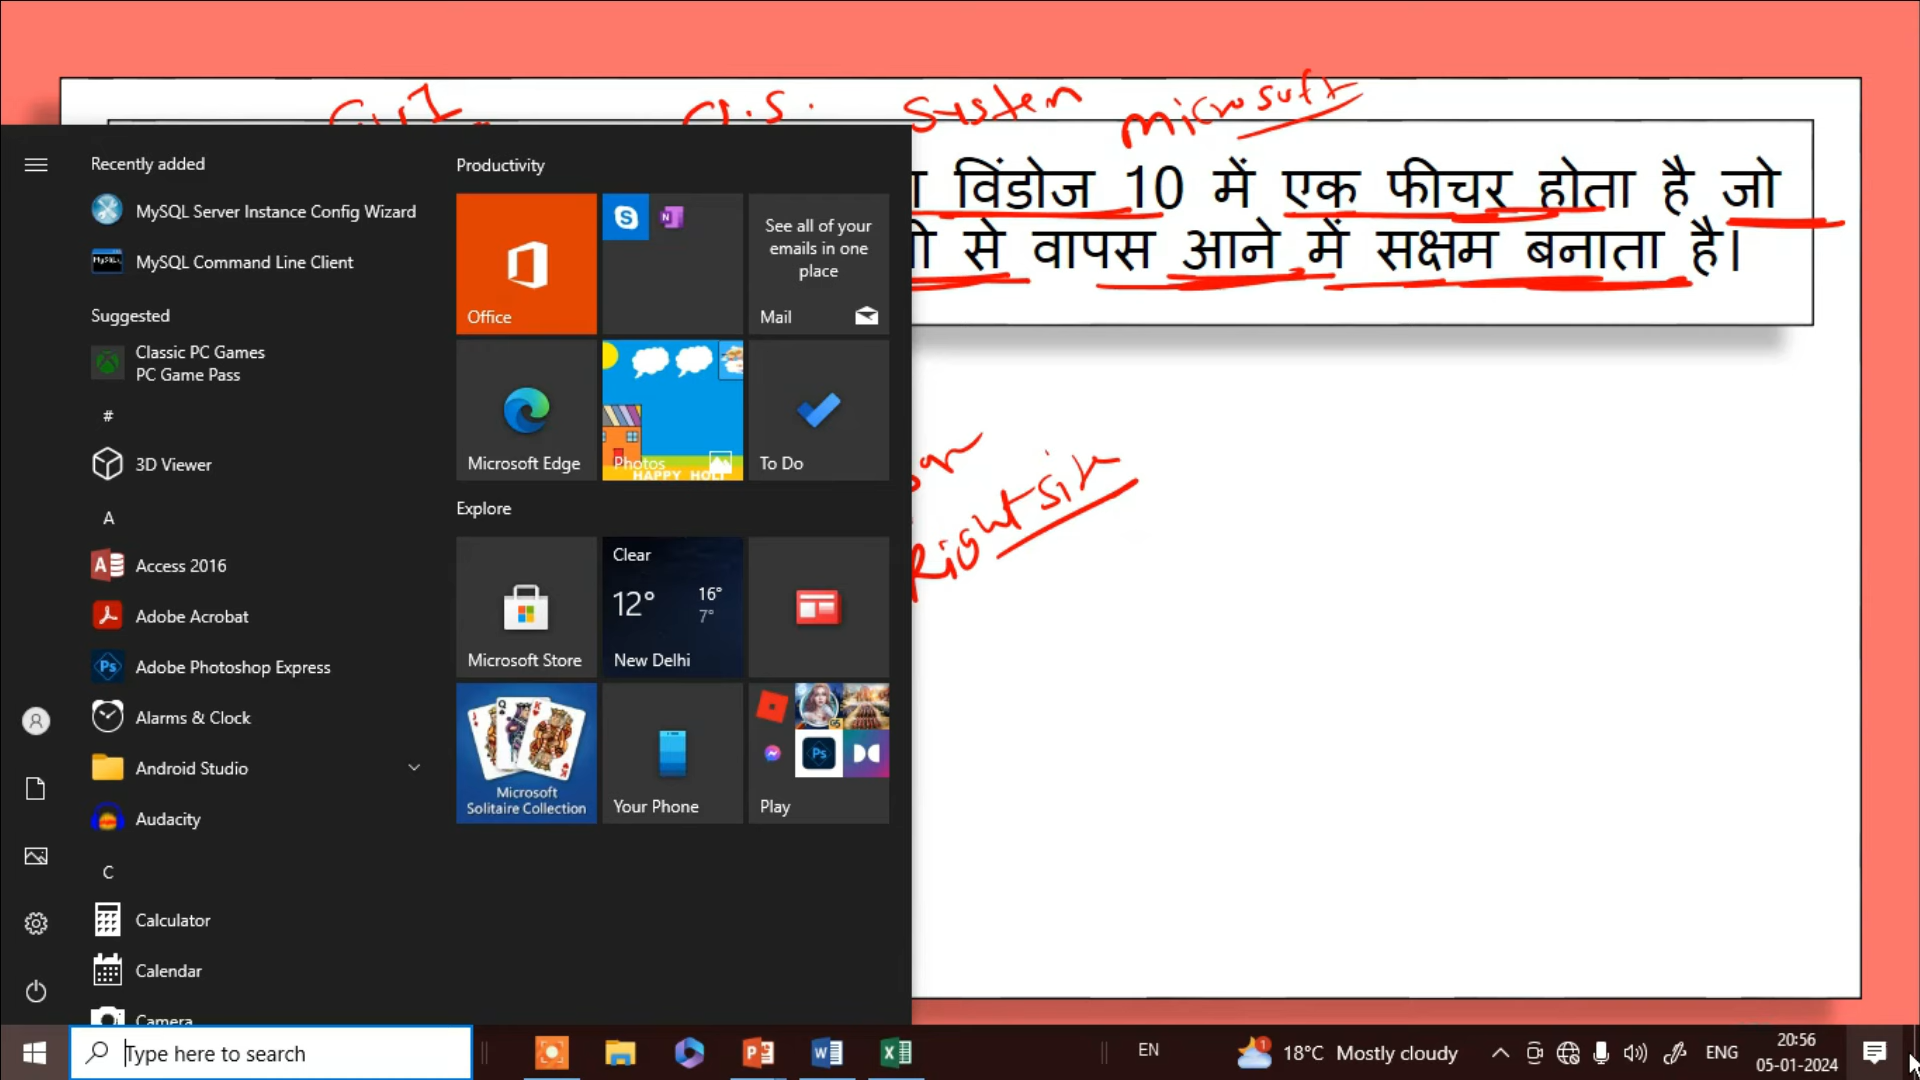 System
Microsoft
विंडोज 10 में एक फीचर होता है जो
से वापस आने में सक्षम बनाता है।
Right Side
Recently added
MySQL Server Instance Config Wizard
MySQL Command Line Client
Suggested
Classic PC Games
PC Game Pass
#
3D Viewer
A
Access 2016
Adobe Acrobat
Adobe Photoshop Express
Alarms & Clock
Android Studio
Audacity
C
Calculator
Calendar
Camera
Productivity
Office
See all of your
emails in one
place
Mail
Microsoft Edge
Photos
HAPPY HOLI
To Do
Explore
Microsoft Store
Clear
12°
16°
7°
New Delhi
Microsoft
Solitaire Collection
Your Phone
Play
Type here to search
EN
18°C Mostly cloudy
ENG
20:56
05-01-2024